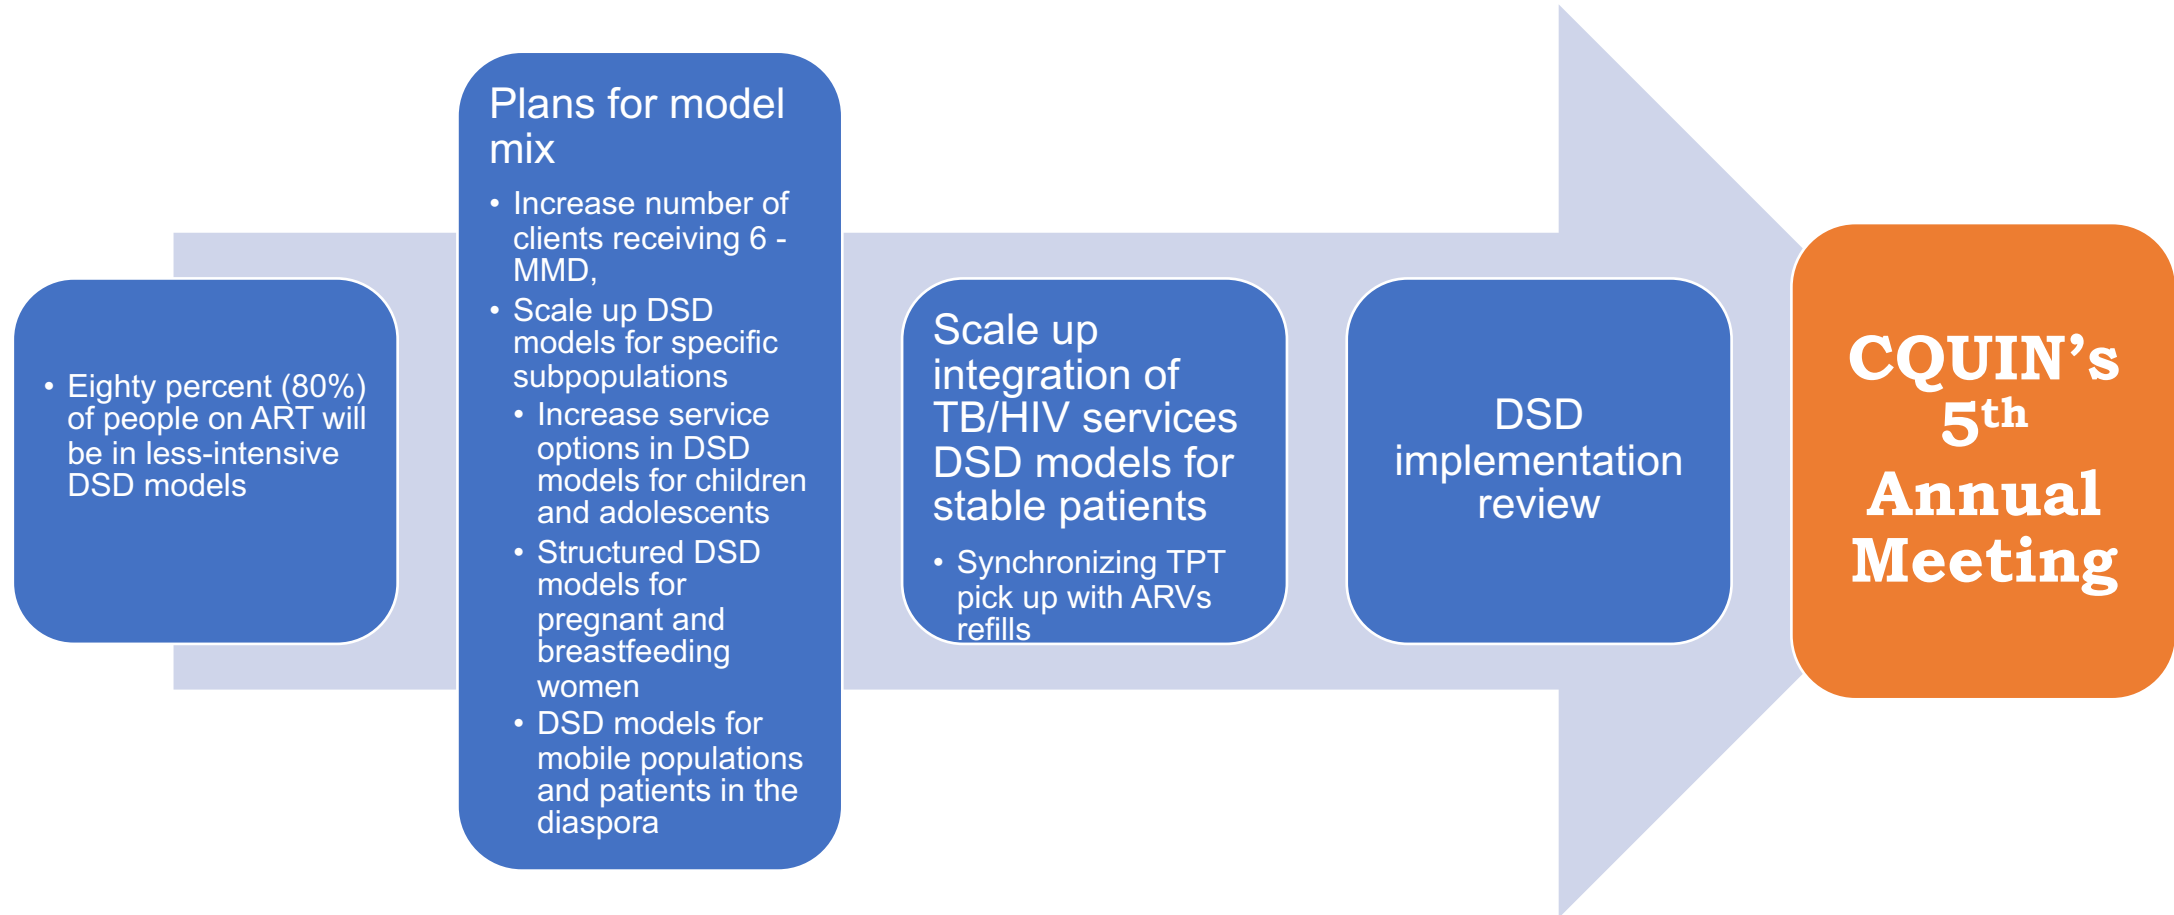 • Eighty percent (80%)
of people on ART will
be in less-intensive
DSD models
Plans for model
mix
• Increase number of
clients receiving 6 -
MMD,
• Scale up DSD
models for specific
subpopulations
• Increase service
options in DSD
models for children
and adolescents
• Structured DSD
models for
pregnant and
breastfeeding
women
• DSD models for
mobile populations
and patients in the
diaspora
Scale up
integration of
TB/HIV services
DSD models for
stable patients
• Synchronizing TPT
pick up with ARVs
refills
DSD
implementation
review
CQUIN’s
5th
Annual
Meeting